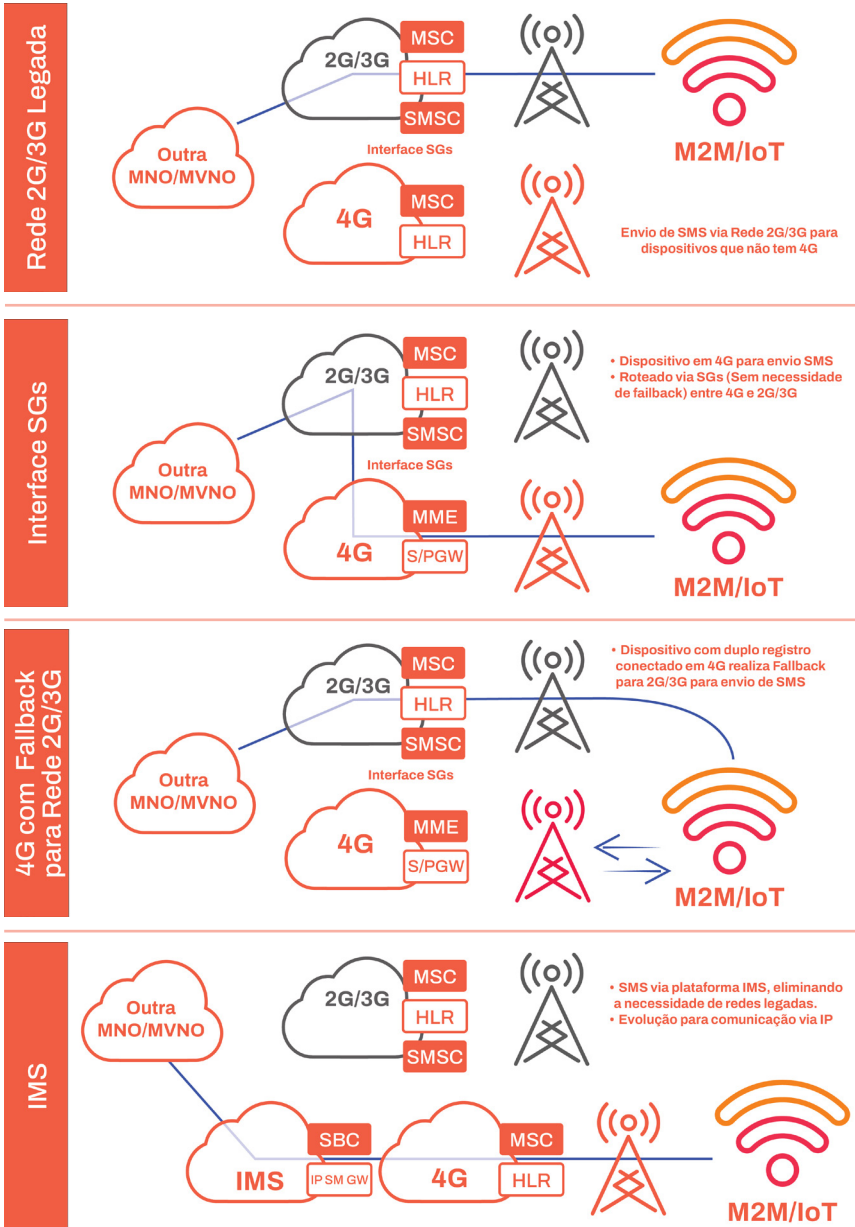 Rede 2G/3G Legada
2G/3G
MSC
HLR
SMSC
Outra
MNO/MVNO
Interface SGs
4G
MSC
HLR
M2M/IoT
Envio de SMS via Rede 2G/3G para
dispositivos que não tem 4G
Interface SGs
2G/3G
MSC
HLR
SMSC
Outra
MNO/MVNO
Interface SGs
4G
MME
S/PGW
• Dispositivo em 4G para envio SMS
• Roteado via SGs (Sem necessidade
de failback) entre 4G e 2G/3G
M2M/IoT
4G com Fallback
para Rede 2G/3G
2G/3G
MSC
HLR
SMSC
Outra
MNO/MVNO
Interface SGs
4G
MME
S/PGW
• Dispositivo com duplo registro
conectado em 4G realiza Fallback
para 2G/3G para envio de SMS
M2M/IoT
IMS
Outra
MNO/MVNO
2G/3G
MSC
HLR
SMSC
• SMS via plataforma IMS, eliminando
a necessidade de redes legadas.
• Evolução para comunicação via IP
IMS
SBC
IP SM GW
4G
MSC
HLR
M2M/IoT